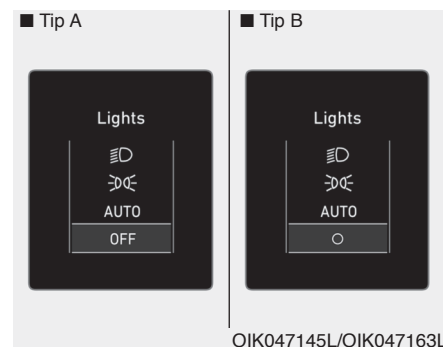 ■ Tip A
Lights
AUTO
OFF
■ Tip B
Lights
AUTO
OIK047145L/OIK047163L